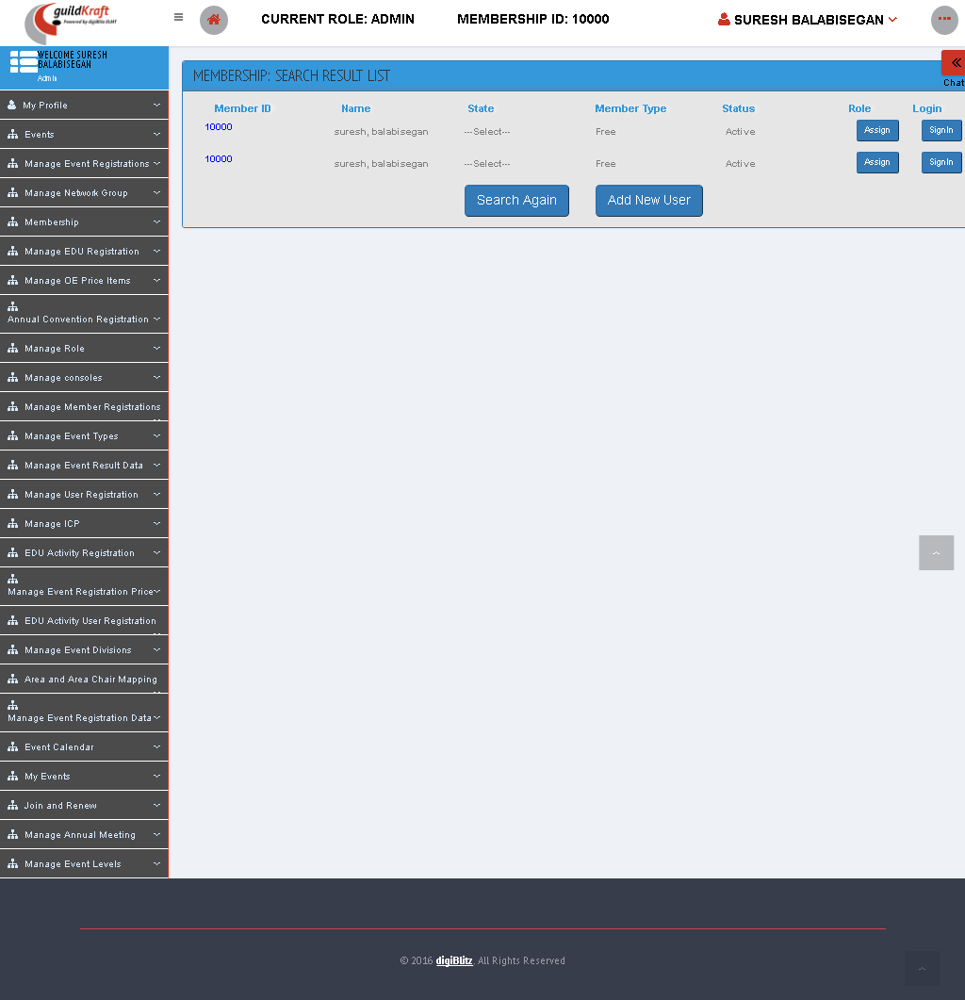 guildKraft
Powered by digiBlitz ELMT
CURRENT ROLE: ADMIN
MEMBERSHIP ID: 10000
SURESH BALABISEGAN
WELCOME SURESH
BALABISEGAN
Admin
Chat
My Profile
Events
Manage Event Registrations
Manage Network Group
Membership
Manage EDU Registration
Manage OE Price Items
Annual Convention Registration
Manage Role
Manage consoles
Manage Member Registrations
Manage Event Types
Manage Event Result Data
Manage User Registration
Manage ICP
EDU Activity Registration
Manage Event Registration Price
EDU Activity User Registration
Manage Event Divisions
Area and Area Chair Mapping
Manage Event Registration Data
Event Calendar
My Events
Join and Renew
Manage Annual Meeting
Manage Event Levels
MEMBERSHIP: SEARCH RESULT LIST
Member ID Name State Member Type Status Role Login
10000 suresh, balabisegan ---Select--- Free Active Assign SignIn
10000 suresh, balabisegan ---Select--- Free Active Assign SignIn
Search Again Add New User
© 2016 digiBlitz. All Rights Reserved